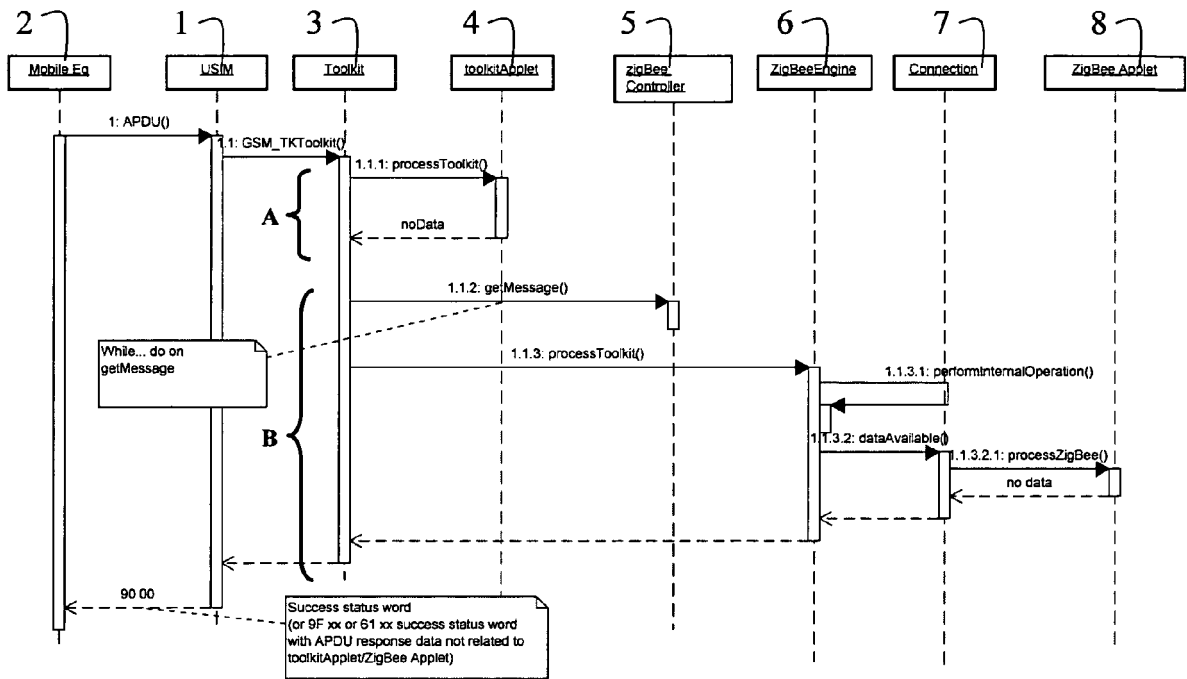 2 1 3 4 5 6 7 8
Mobile Eq
USIM
Toolkit
toolkitApplet
zigBee
Controller
ZigBeeEngine
Connection
ZigBee Applet
1: APDU()
1.1: GSM_TKToolkit()
1.1.1: processToolkit()
A
noData
1.1.2: getMessage()
While... do on
getMessage
1.1.3: processToolkit()
1.1.3.1: performInternalOperation()
B
1.1.3.2: dataAvailable()
1.1.3.2.1: processZigBee()
no data
90 00
Success status word
(or 9F xx or 61 xx success status word
with APDU response data not related to
toolkitApplet/ZigBee Applet)